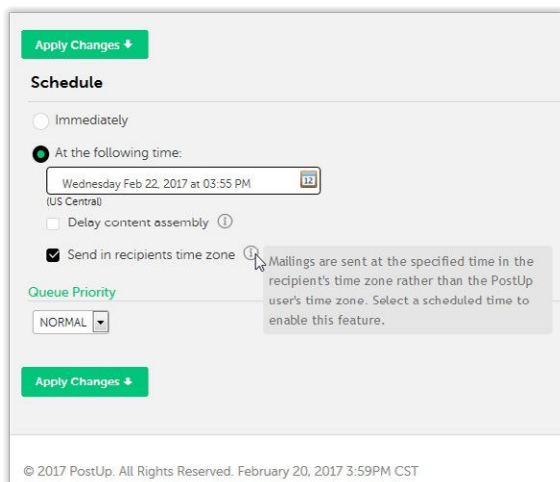 Apply Changes
Schedule
Immediately
At the following time:
Wednesday Feb 22, 2017 at 03:55 PM
12
(US Central)
Delay content assembly
Send in recipients time zone
Mailings are sent at the specified time in the
recipient's time zone rather than the PostUp
user's time zone. Select a scheduled time to
enable this feature.
Queue Priority
NORMAL
Apply Changes
© 2017 PostUp. All Rights Reserved. February 20, 2017 3:59PM CST